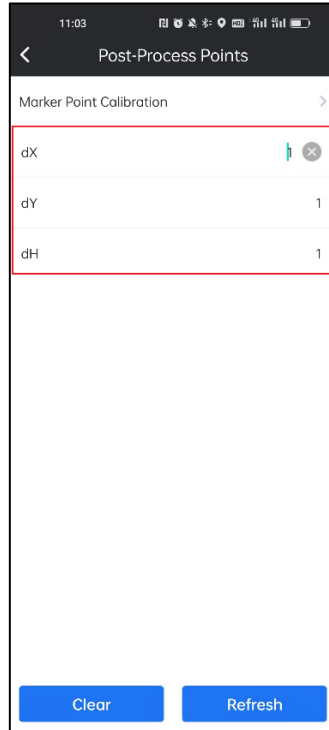 11:03
Post-Process Points
Marker Point Calibration
dX 1
dY 1
dH 1
Clear Refresh